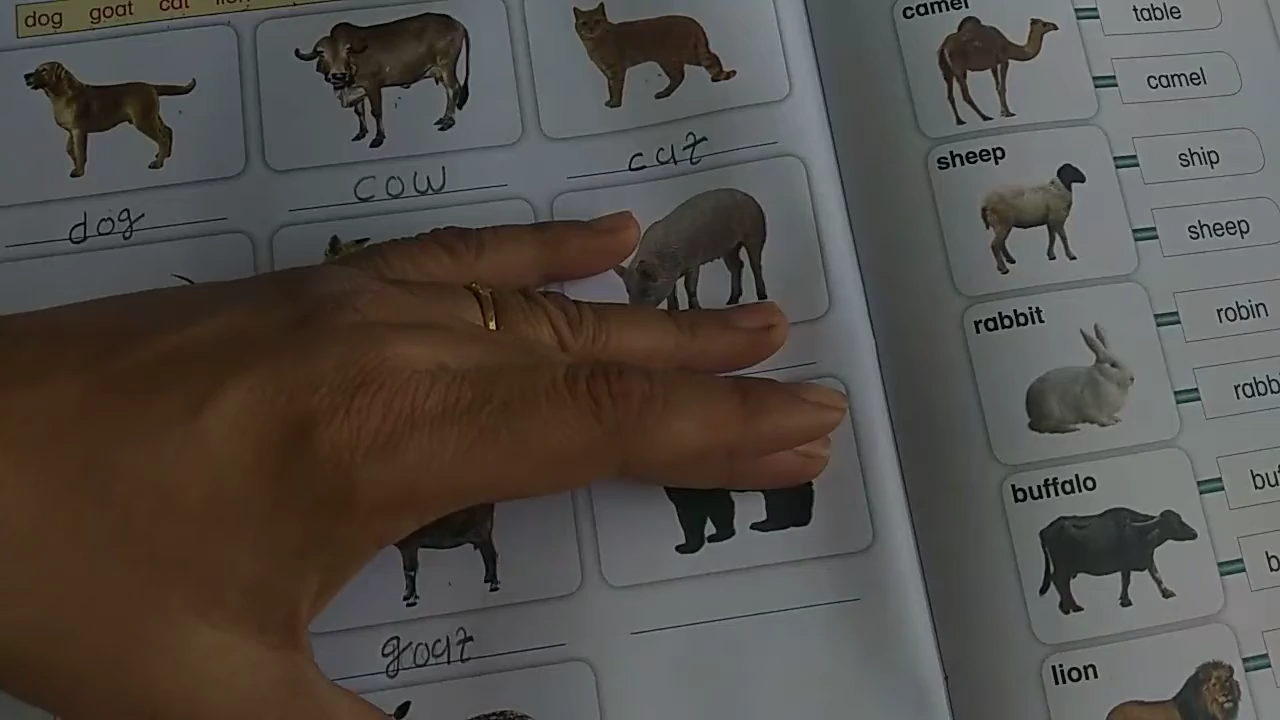 dog goat cat
dog
cow
cat
goat
camel
sheep
rabbit
buffalo
lion
table
camel
ship
sheep
robin